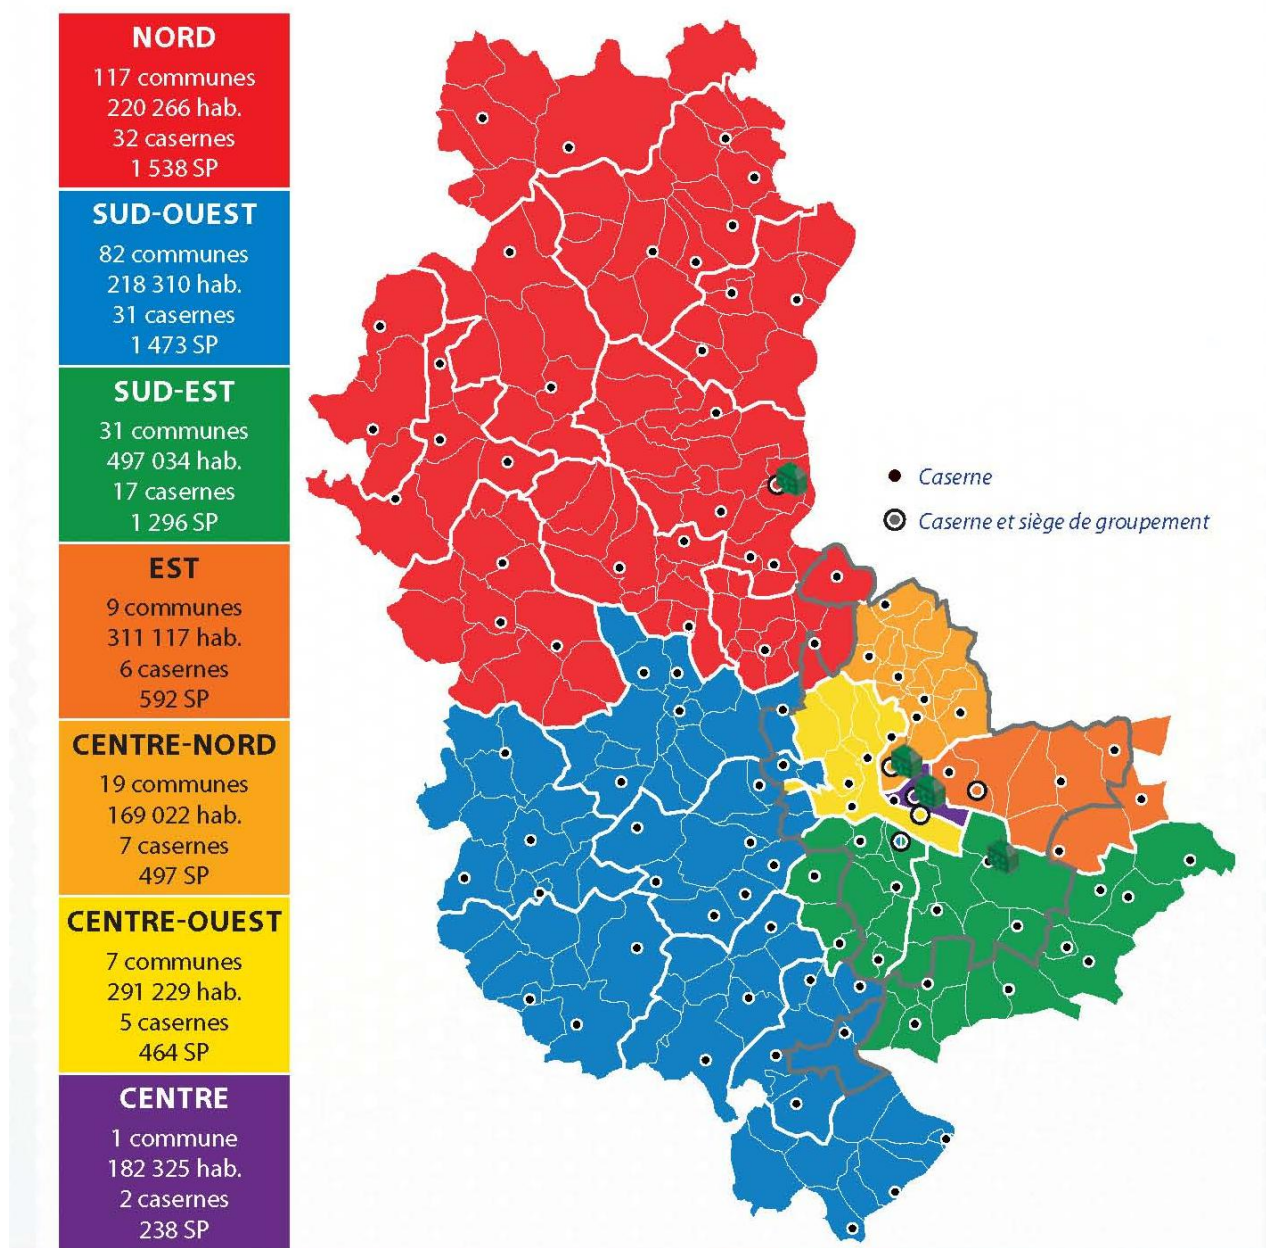 NORD
117 communes
220 266 hab.
32 casernes
1 538 SP
SUD-OUEST
82 communes
218 310 hab.
31 casernes
1 473 SP
SUD-EST
31 communes
497 034 hab.
17 casernes
1 296 SP
EST
9 communes
311 117 hab.
6 casernes
592 SP
CENTRE-NORD
19 communes
169 022 hab.
7 casernes
497 SP
CENTRE-OUEST
7 communes
291 229 hab.
5 casernes
464 SP
CENTRE
1 commune
182 325 hab.
2 casernes
238 SP
Caserne
Caserne et siège de groupement